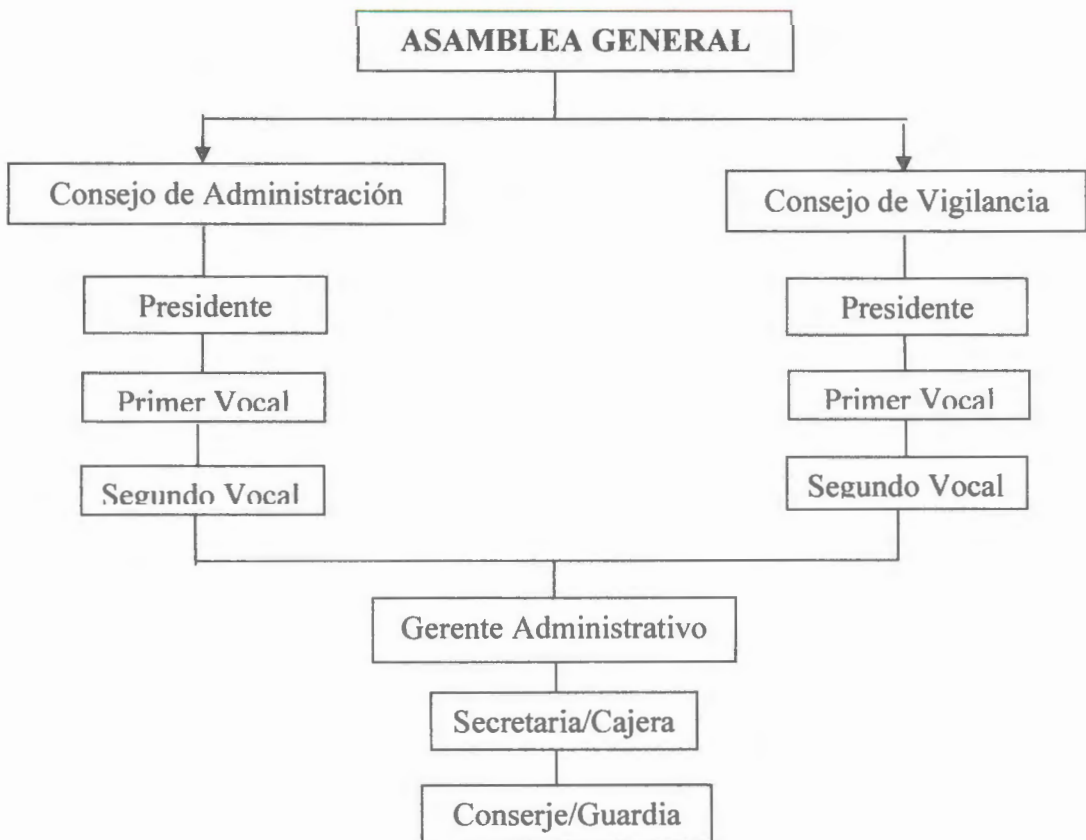 ASAMBLEA GENERAL
Consejo de Administración
Consejo de Vigilancia
Presidente
Presidente
Primer Vocal
Primer Vocal
Segundo Vocal
Segundo Vocal
Gerente Administrativo
Secretaria/Cajera
Conserje/Guardia